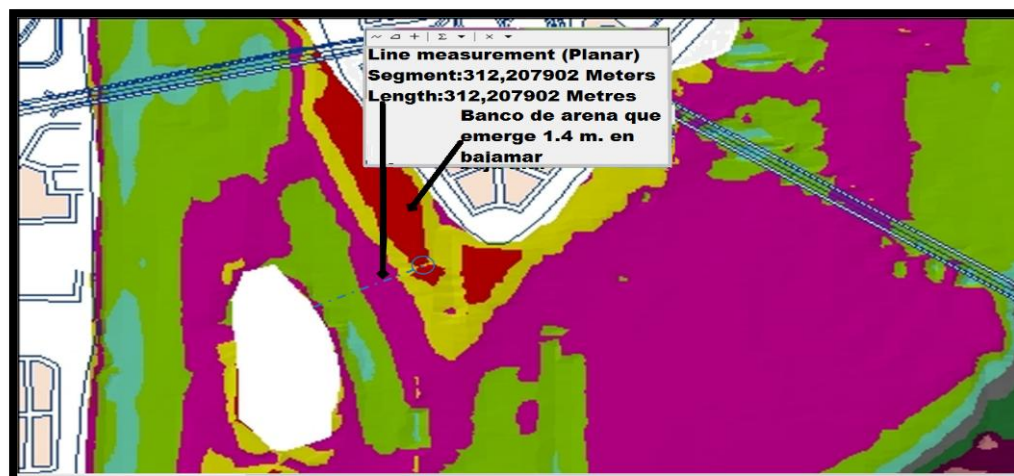 Line measurement (Planar)
Segment:312,207902 Meters
Length:312,207902 Metres
Banco de arena que
emerge 1.4 m. en
bajamar